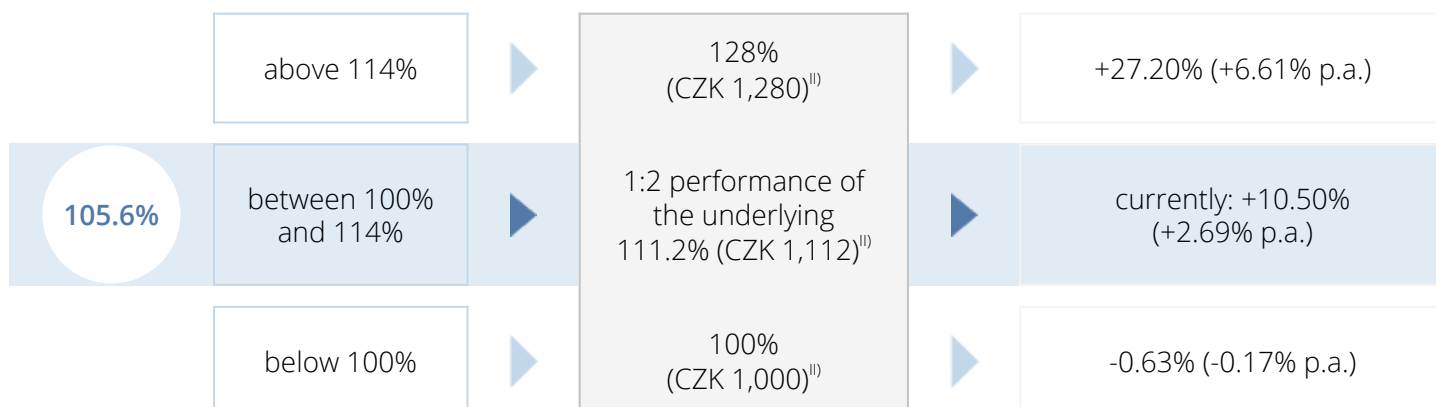 above 114%
128%
(CZK 1,280)II)
+27.20% (+6.61% p.a.)
105.6%
between 100%
and 114%
1:2 performance of
the underlying
111.2% (CZK 1,112)II)
currently: +10.50%
(+2.69% p.a.)
below 100%
100%
(CZK 1,000)II)
-0.63% (-0.17% p.a.)